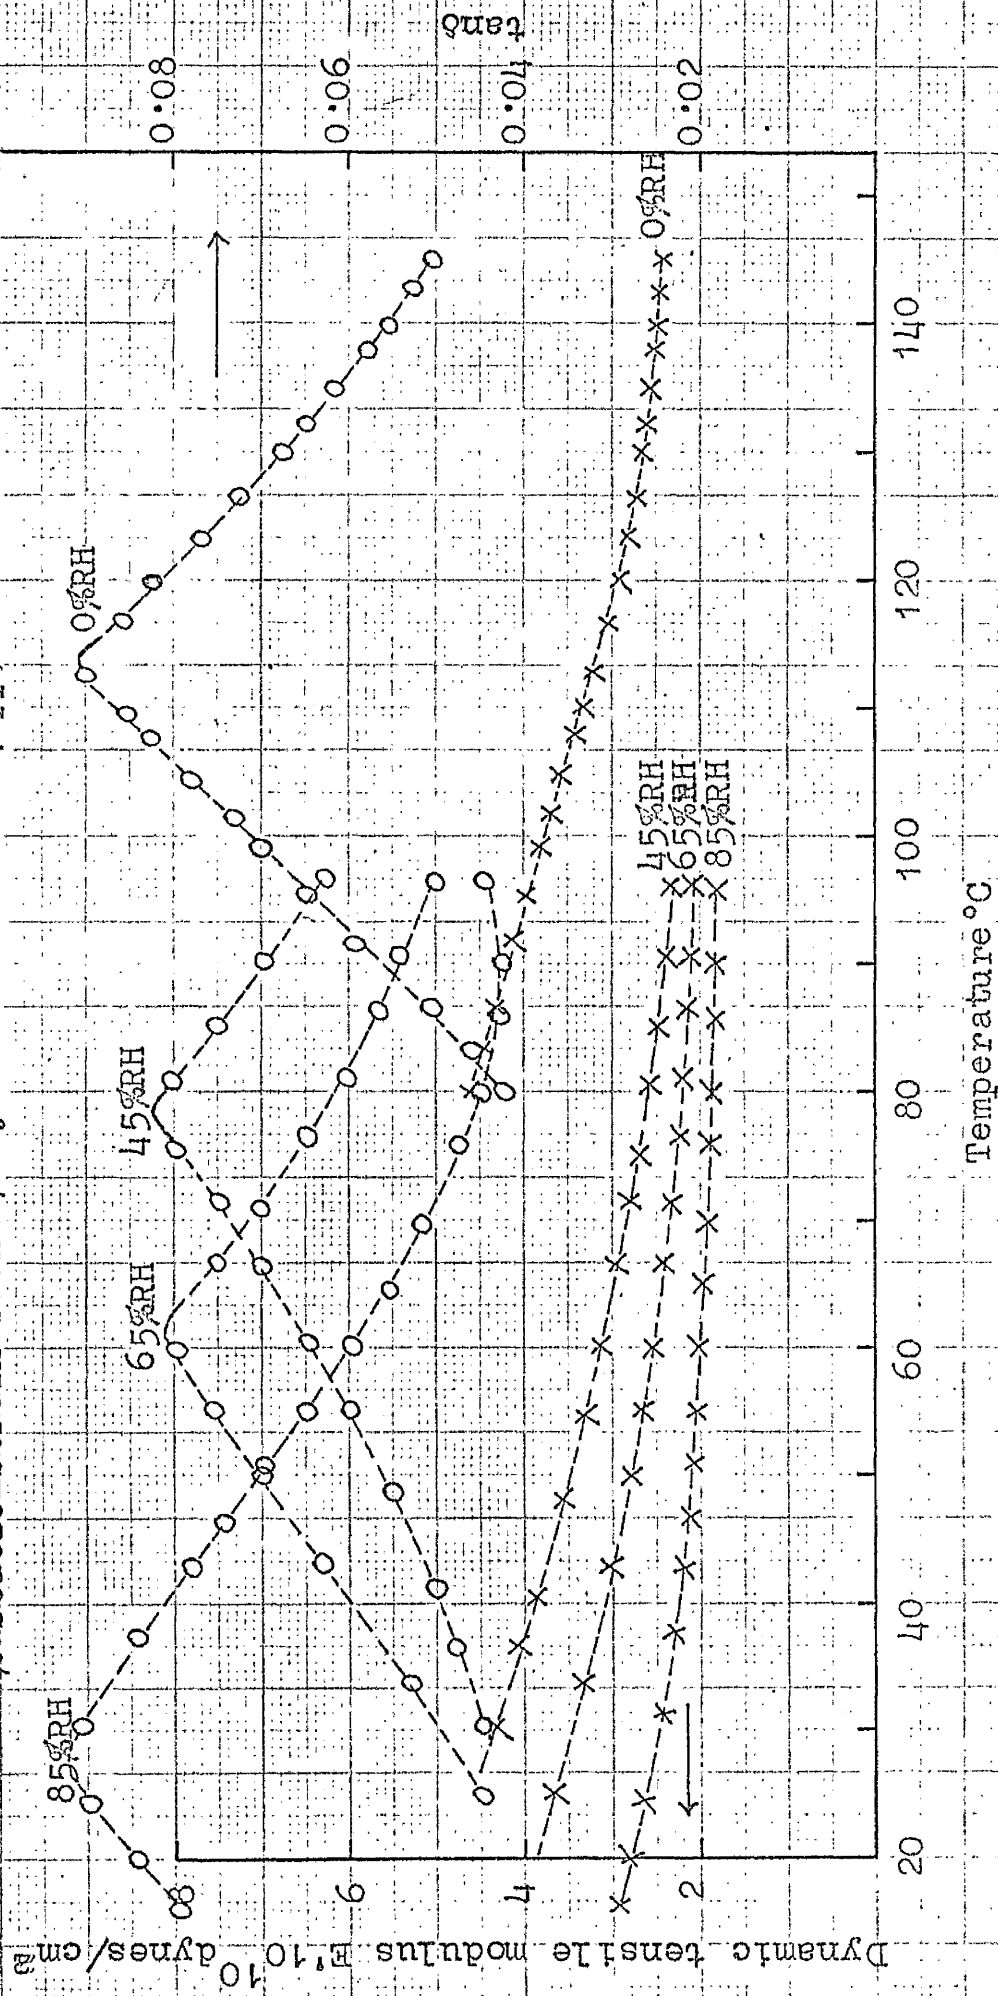 85%RH
65%RH
45%RH
0%RH
0%RH
45%RH
65%RH
85%RH
8
6
4
2
Dynamic tensile modulus E'10¹⁰dynes/cm²
0.08
0.06
0.04
0.02
tanδ
20
40
60
80
100
120
140
Temperature°C